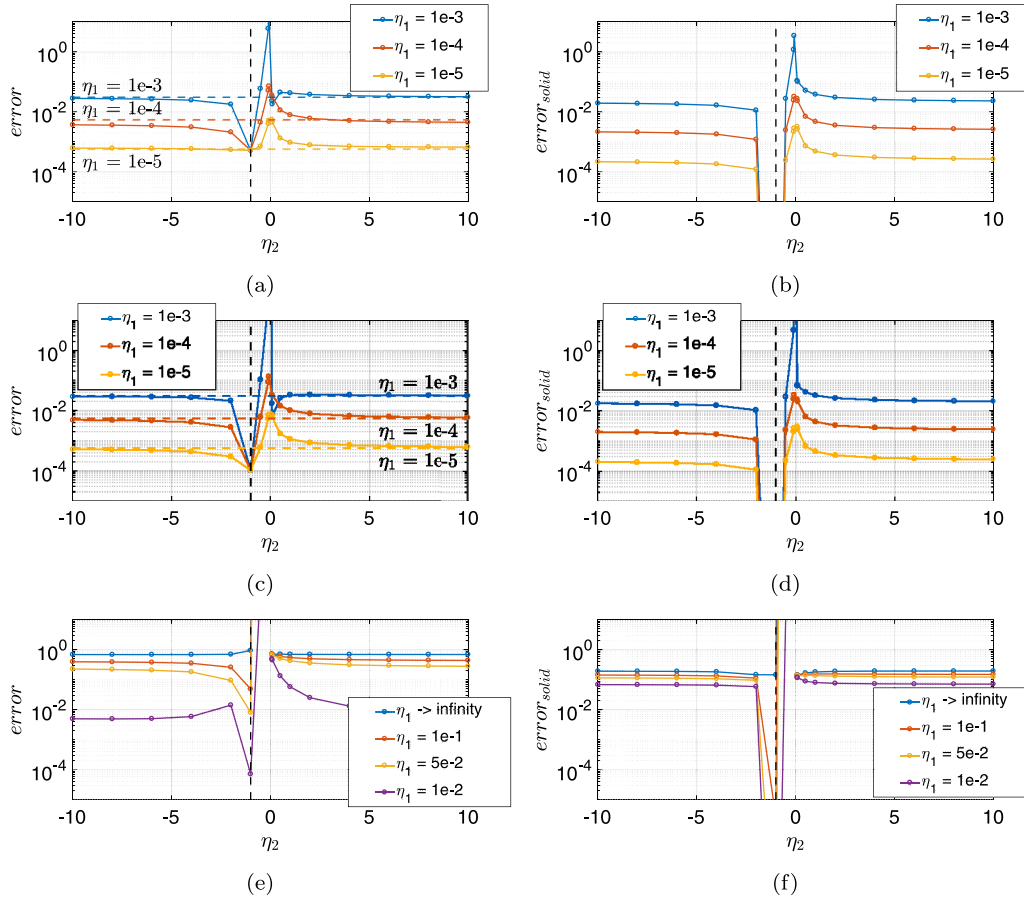 η1 = 1e-3
η1 = 1e-4
η1 = 1e-5
10^0
10^-2
10^-4
error
η1 = 1e-3
η1 = 1e-4
η1 = 1e-5
-10 -5 0 5 10
η2
(a)
η1 = 1e-3
η1 = 1e-4
η1 = 1e-5
10^0
10^-2
10^-4
error_solid
-10 -5 0 5 10
η2
(b)
η1 = 1e-3
η1 = 1e-4
η1 = 1e-5
10^0
10^-2
10^-4
error
η1 = 1e-3
η1 = 1e-4
η1 = 1e-5
-10 -5 0 5 10
η2
(c)
η1 = 1e-3
η1 = 1e-4
η1 = 1e-5
10^0
10^-2
10^-4
error_solid
-10 -5 0 5 10
η2
(d)
10^0
10^-2
10^-4
error
η1 -> infinity
η1 = 1e-1
η1 = 5e-2
η1 = 1e-2
-10 -5 0 5 10
η2
(e)
10^0
10^-2
10^-4
error_solid
η1 -> infinity
η1 = 1e-1
η1 = 5e-2
η1 = 1e-2
-10 -5 0 5 10
η2
(f)